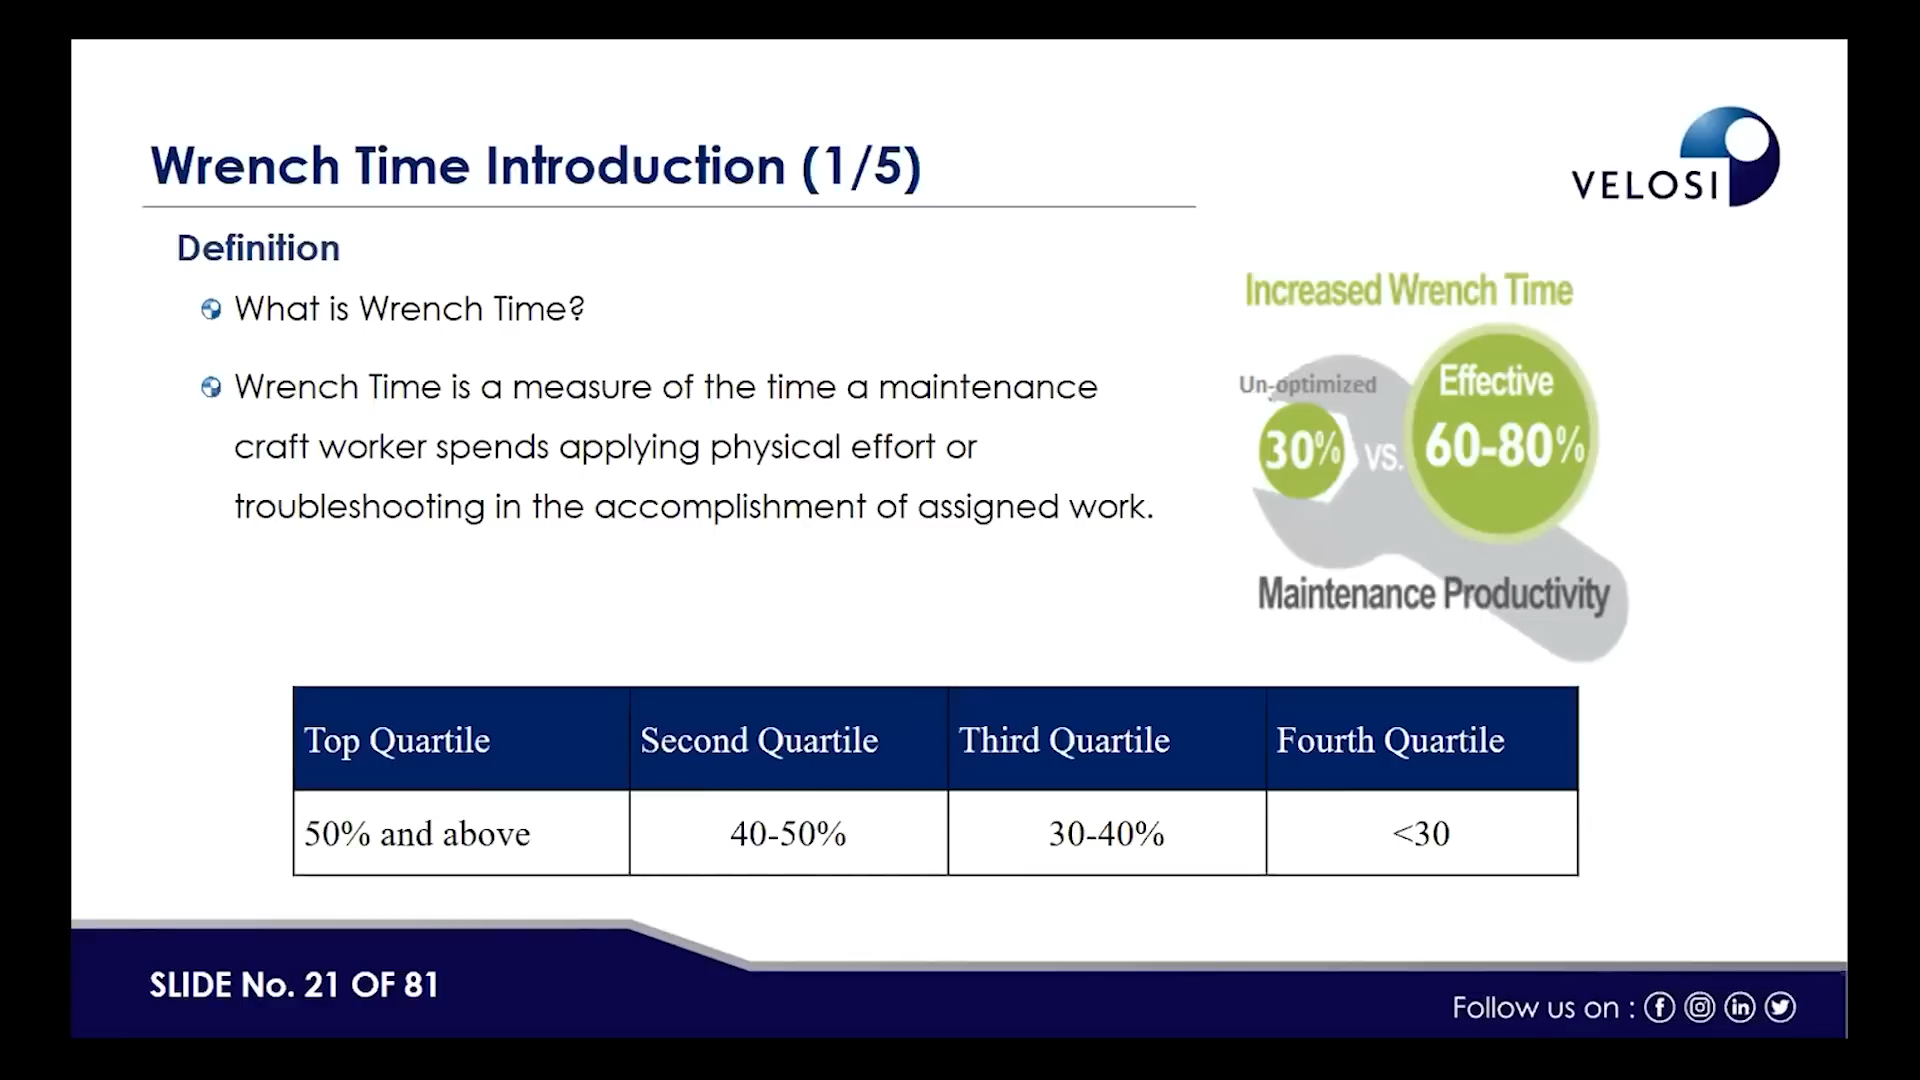 Wrench Time Introduction (1/5)
VELOSI
Definition
What is Wrench Time?
Wrench Time is a measure of the time a maintenance
craft worker spends applying physical effort or
troubleshooting in the accomplishment of assigned work.
Increased Wrench Time
Un-optimized
30%
VS.
Effective
60-80%
Maintenance Productivity
Top Quartile Second Quartile Third Quartile Fourth Quartile
50% and above 40-50% 30-40% <30
SLIDE No. 21 OF 81
Follow us on :